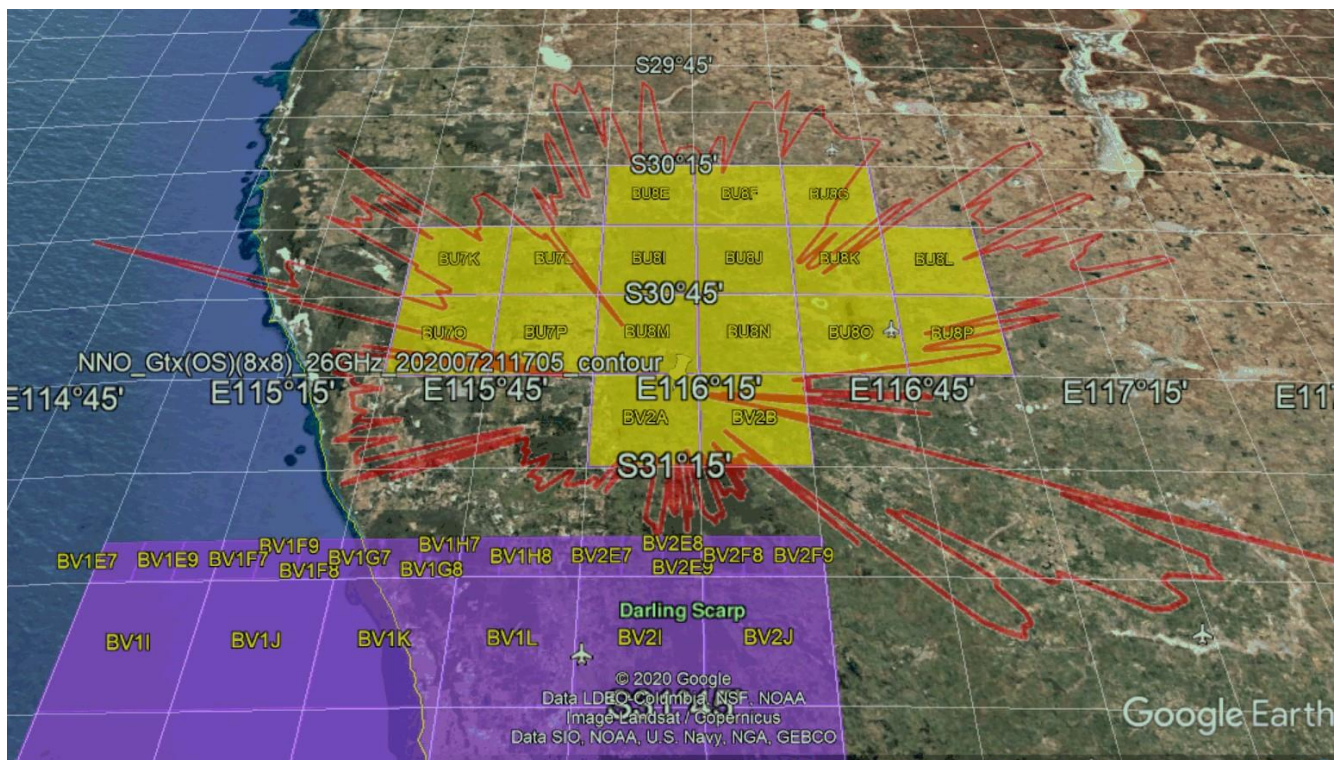 S29°45'
S30°15'
BU8E BU8F BU8G
BU7K BU7L BU8I BU8J BU8K BU8L
S30°45'
BU7O BU7P BU8M BU8N BU8O BU8P
NNO_Gtx(OS)(8x8)_26GHz_202007211705_contour
E114°45' E115°15' E115°45' E116°15' E116°45' E117°15' E11
BV2A BV2B
S31°15'
BV1E7 BV1E9 BV1F7 BV1F9 BV1F8 BV1G7 BV1H7 BV1G8 BV1H8 BV2E7 BV2E8 BV2E9 BV2F8 BV2F9
Darling Scarp
BV1I BV1J BV1K BV1L BV2I BV2J
© 2020 Google
Data LDEO-Columbia, NSF, NOAA
S31°45'
Image Landsat / Copernicus
Data SIO, NOAA, U.S. Navy, NGA, GEBCO
Google Earth